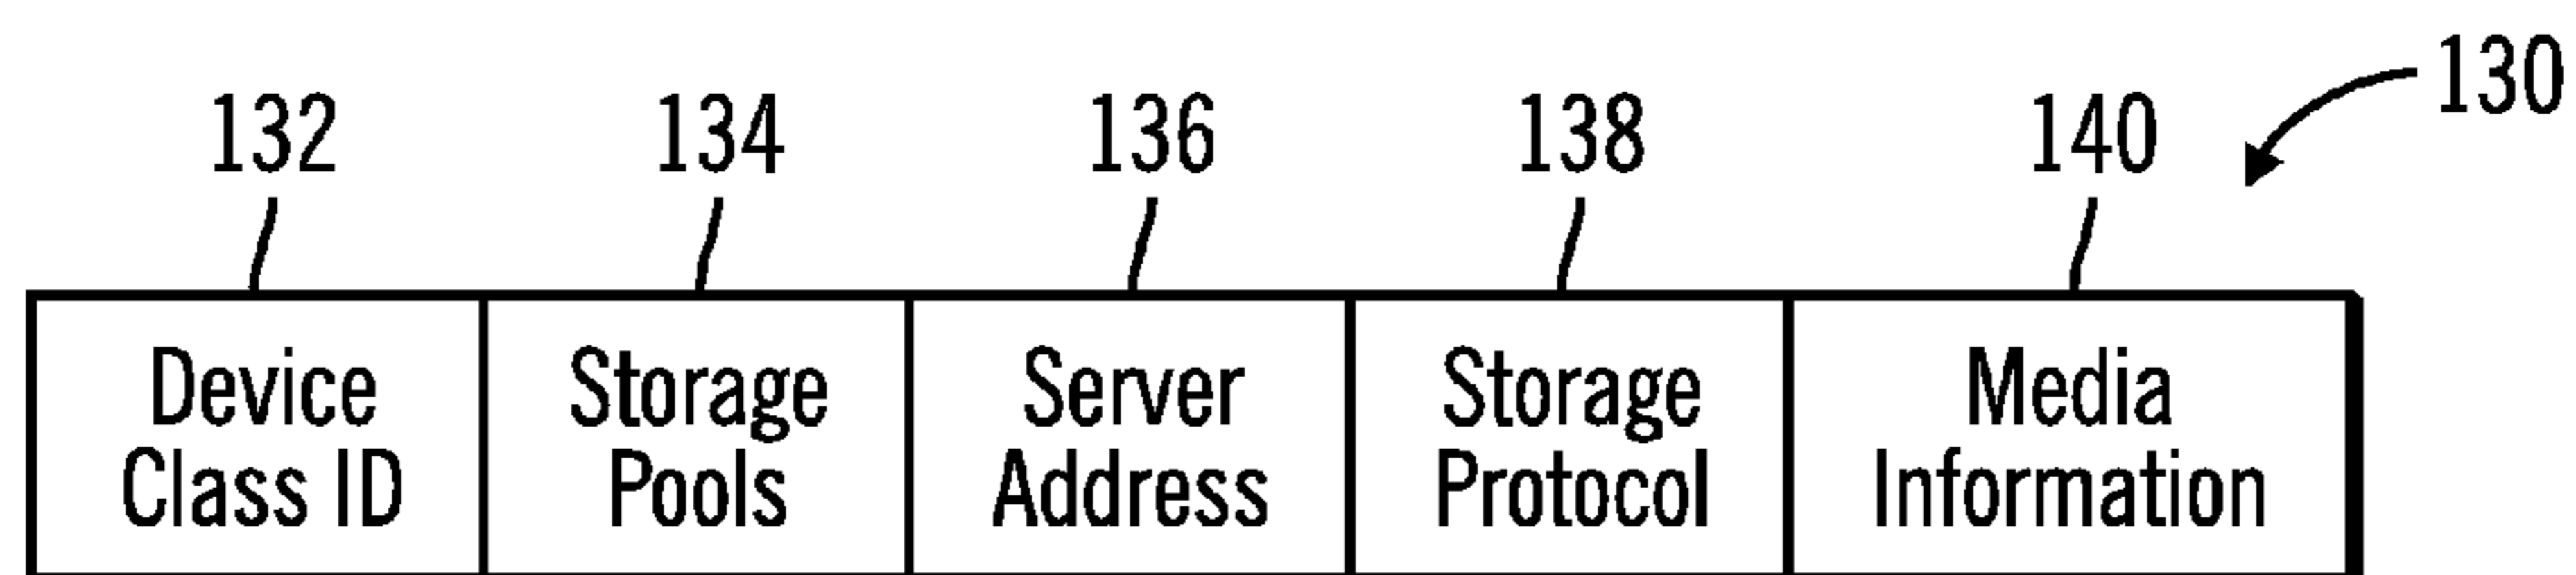 130
132 134 136 138 140
Device Class ID
Storage Pools
Server Address
Storage Protocol
Media Information